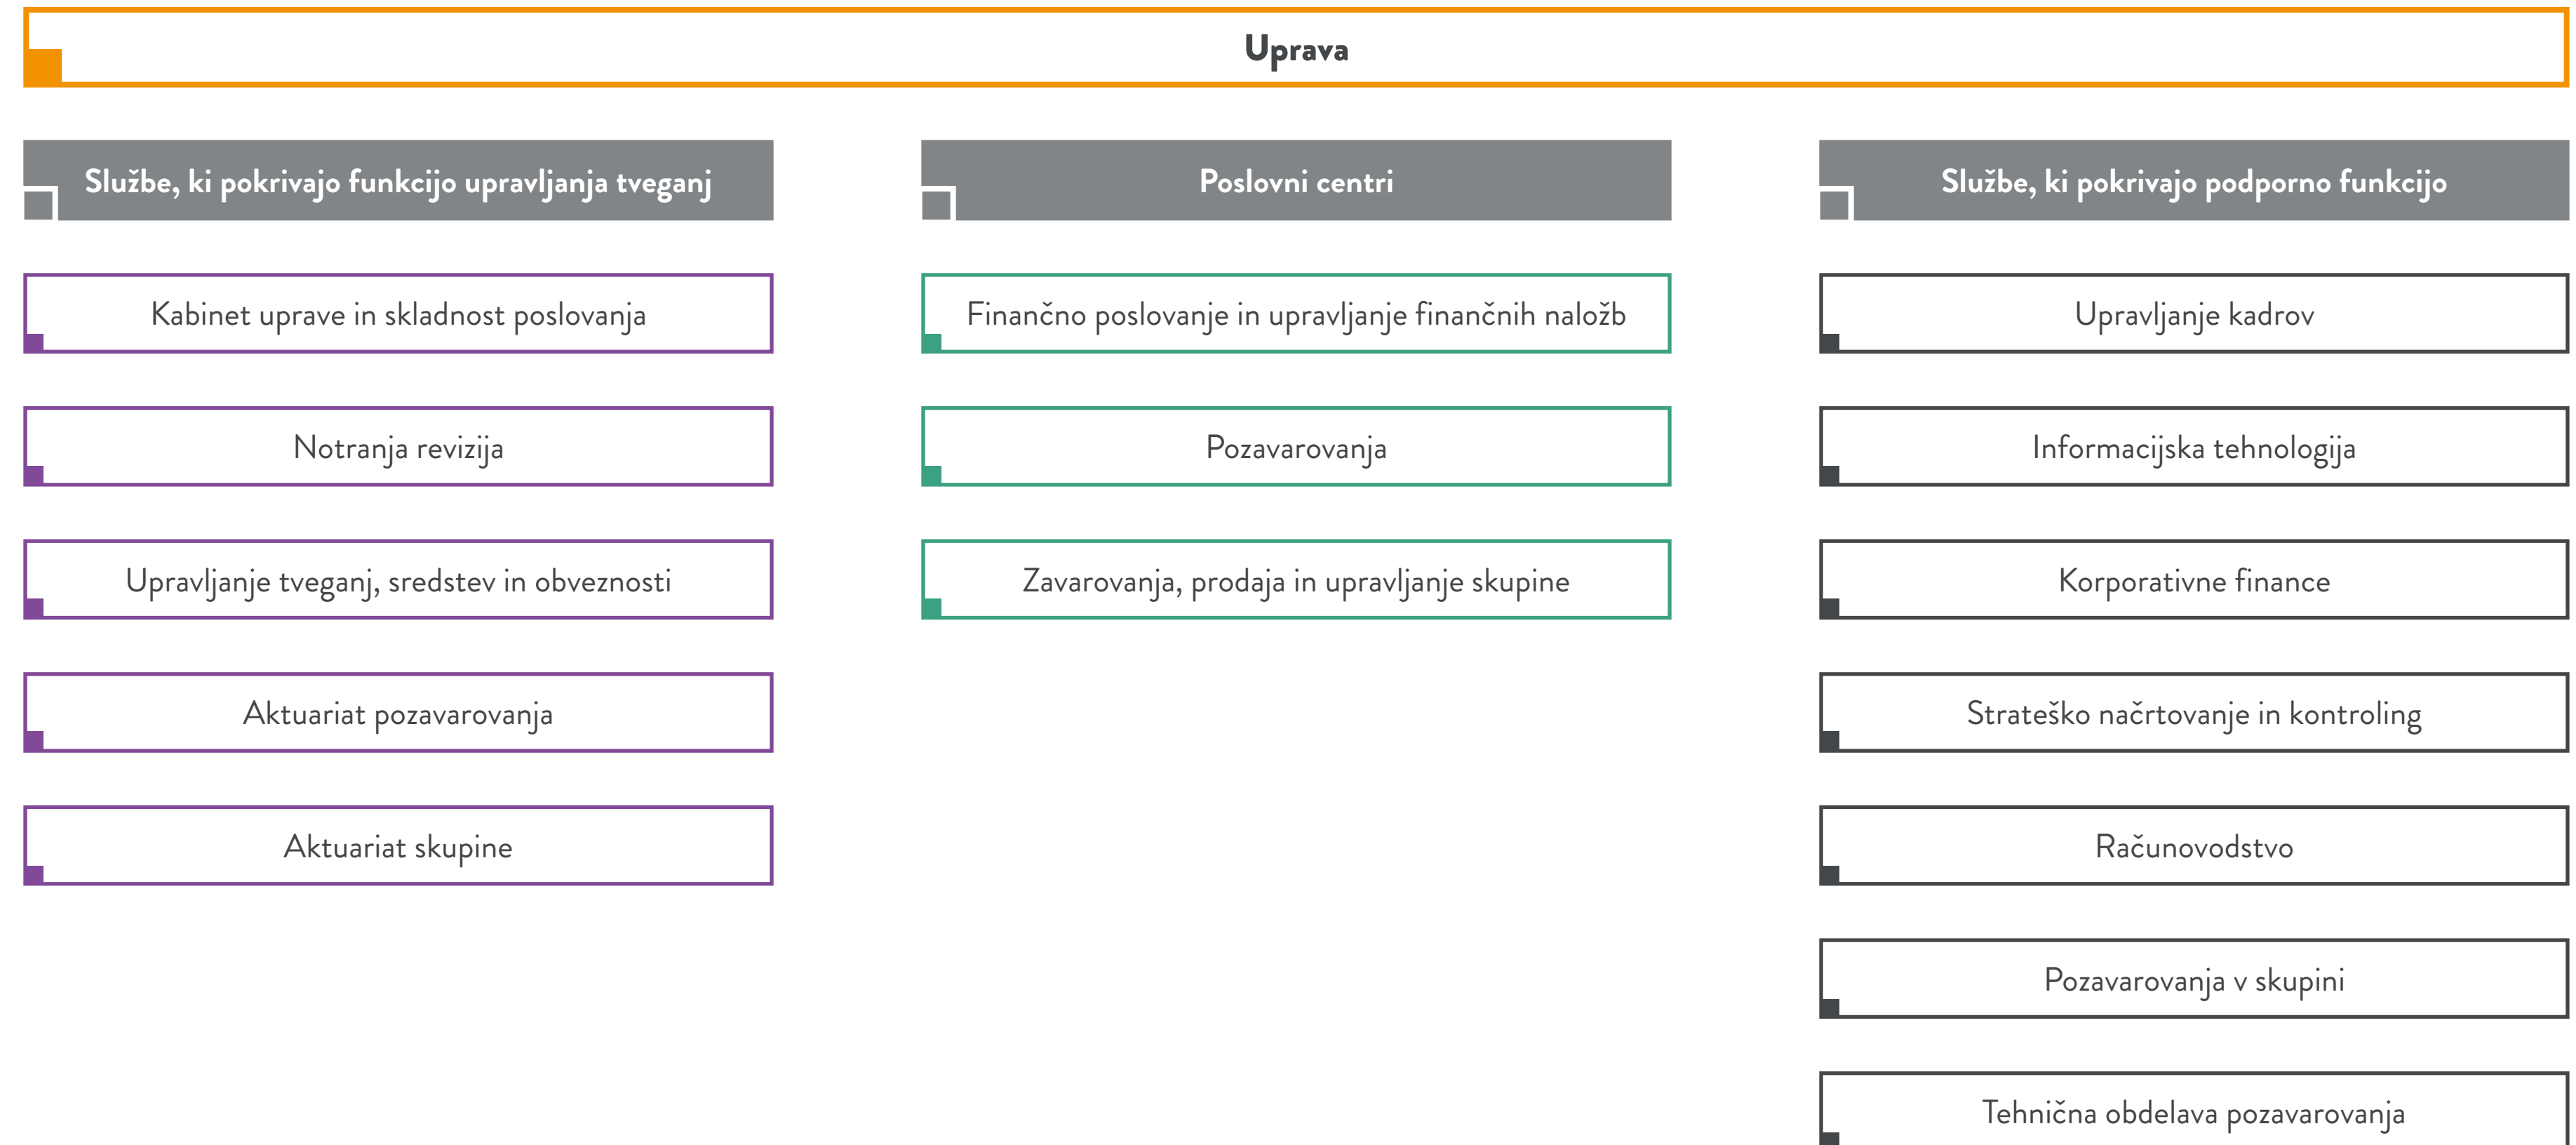 Uprava
Službe, ki pokrivajo funkcijo upravljanja tveganj
Kabinet uprave in skladnost poslovanja
Notranja revizija
Upravljanje tveganj, sredstev in obveznosti
Aktuariat pozavarovanja
Aktuariat skupine
Poslovni centri
Finančno poslovanje in upravljanje finančnih naložb
Pozavarovanja
Zavarovanja, prodaja in upravljanje skupine
Službe, ki pokrivajo podporno funkcijo
Upravljanje kadrov
Informacijska tehnologija
Korporativne finance
Strateško načrtovanje in kontroling
Računovodstvo
Pozavarovanja v skupini
Tehnična obdelava pozavarovanja